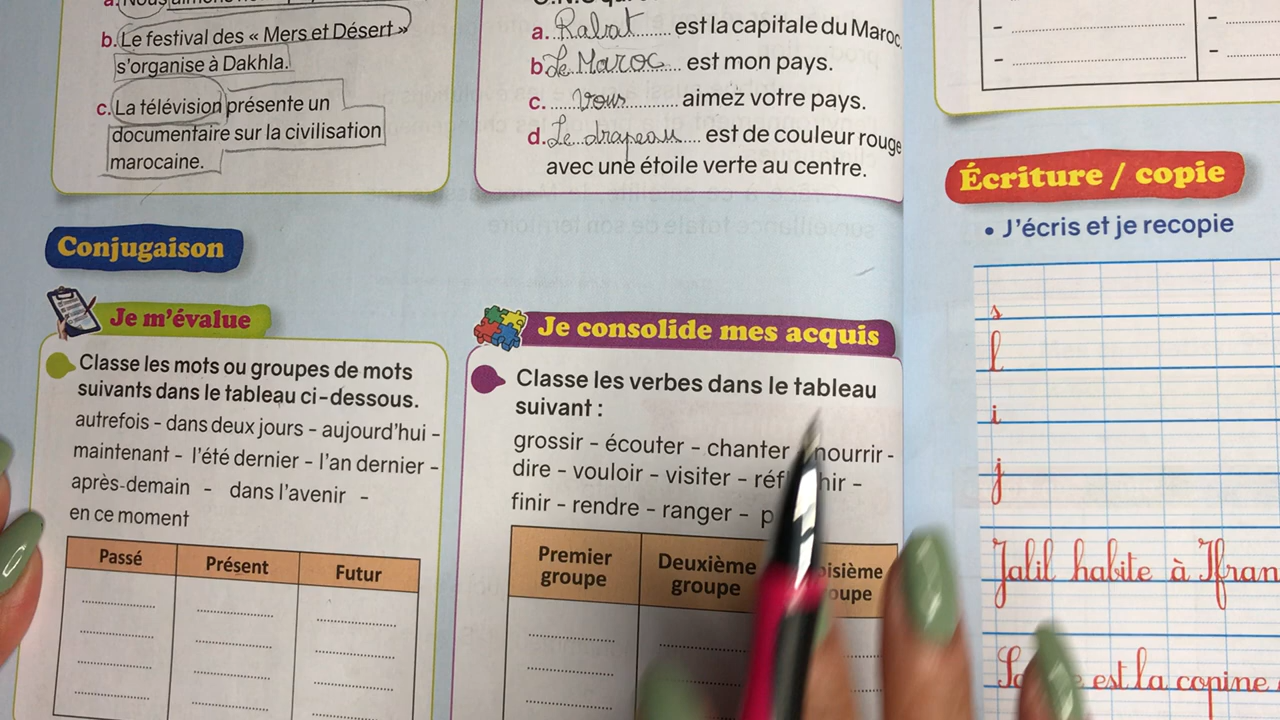 b. Le festival des « Mers et Désert »
s'organise à Dakhla.
c. La télévision présente un
documentaire sur la civilisation
marocaine.
a. Rabat est la capitale du Maroc
b. Le Maroc est mon pays.
c. Vous aimez votre pays.
d. Le drapeau est de couleur rouge
avec une étoile verte au centre.
Conjugaison
Je m'évalue
Classe les mots ou groupes de mots
suivants dans le tableau ci-dessous.
autrefois - dans deux jours - aujourd'hui -
maintenant - l'été dernier - l'an dernier -
après-demain - dans l'avenir -
en ce moment
Passé Présent Futur
Je consolide mes acquis
Classe les verbes dans le tableau
suivant :
grossir - écouter - chanter - nourrir -
dire - vouloir - visiter -
finir - rendre - ranger -
Premier groupe
Deuxième groupe
Écriture / copie
• J'écris et je recopie
s
l
i
j
Jalil habite à Ifran
est la copine